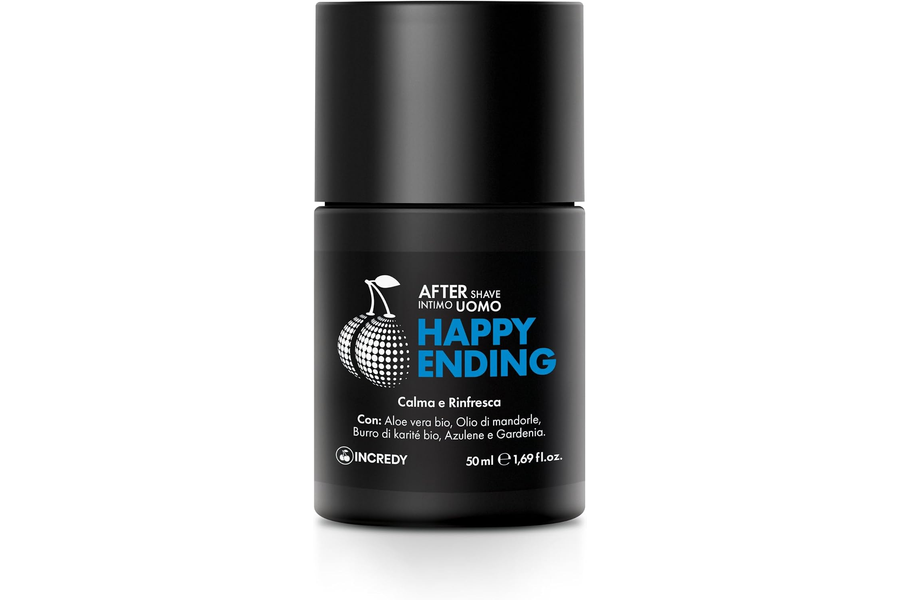 AFTER SHAVE
INTIMO UOMO
HAPPY
ENDING
Calma e Rinfresca
Con: Aloe vera bio, Olio di mandorle,
Burro di karité bio, Azulene e Gardenia.
INCREDY
50 ml ℮ 1,69 fl.oz.